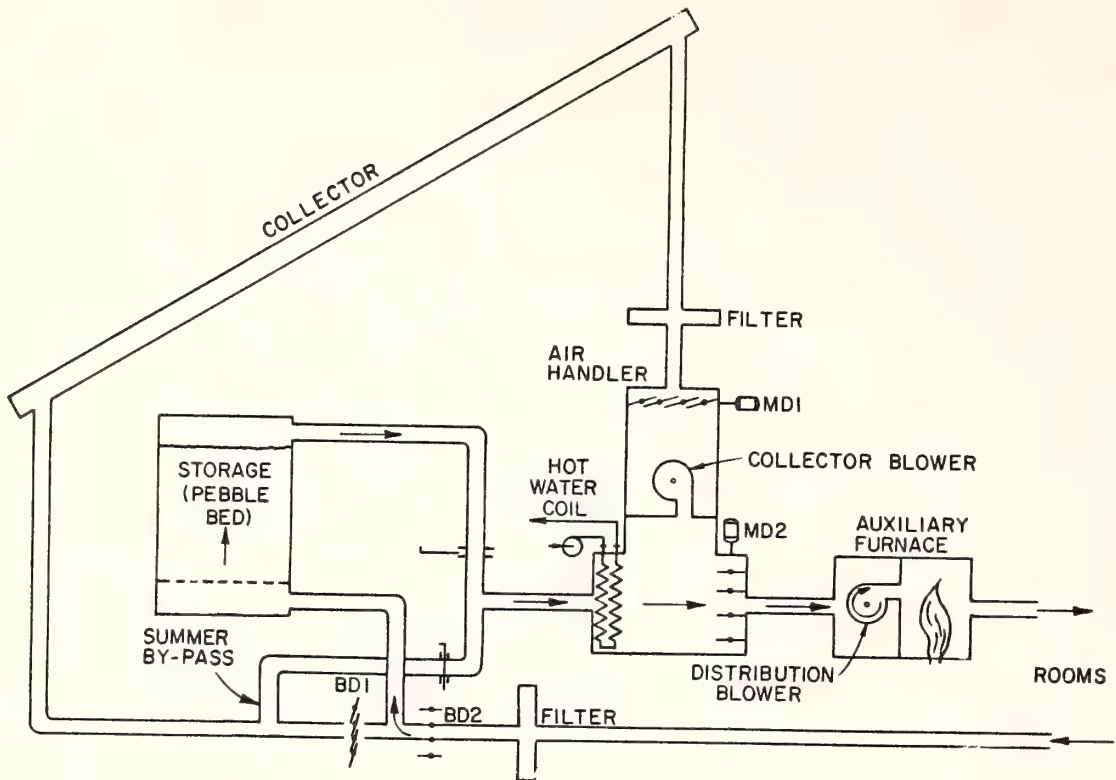 COLLECTOR
FILTER
AIR
HANDLER
MD1
COLLECTOR BLOWER
HOT
WATER
COIL
MD2
AUXILIARY
FURNACE
STORAGE
(PEBBLE
BED)
SUMMER
BY-PASS
BD1
BD2
FILTER
DISTRIBUTION
BLOWER
ROOMS